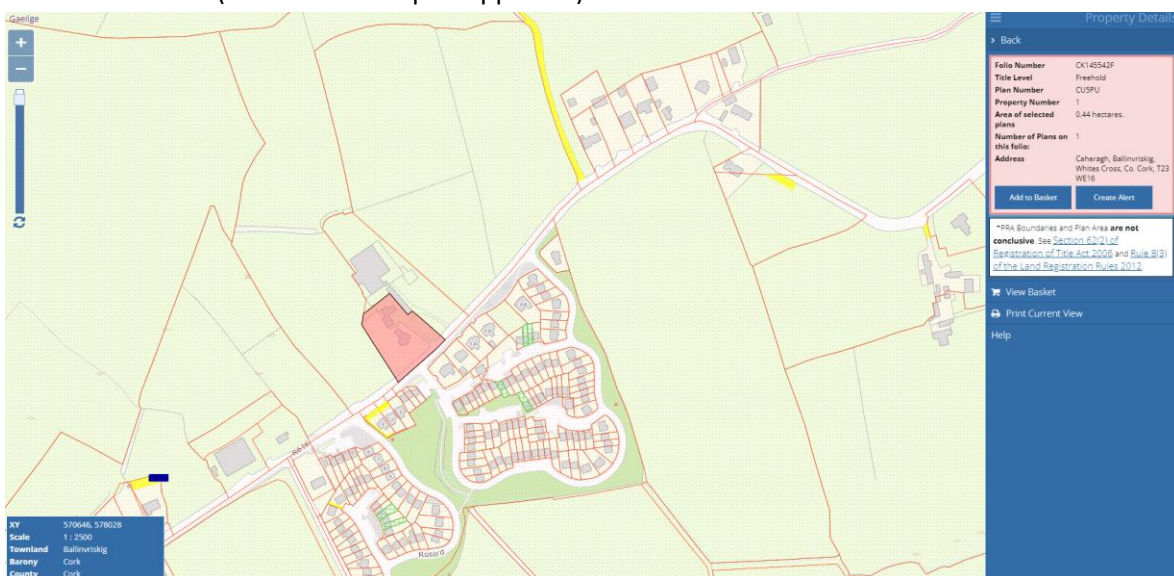 Gaeilge
+
−
R616
Rosard
XY 570646, 578028
Scale 1 : 2500
Townland Ballinvriskig
Barony Cork
County Cork
Property Details
> Back
Folio Number CK145542F
Title Level Freehold
Plan Number CU5PU
Property Number 1
Area of selected 0.44 hectares.
plans
Number of Plans on 1
this folio:
Address Caheragh, Ballinvriskig,
Whites Cross, Co. Cork, T23
WE16
Add to Basket Create Alert
*PRA Boundaries and Plan Area are not
conclusive. See Section 62(2) of
Registration of Title Act 2006 and Rule 8(3)
of the Land Registration Rules 2012.
View Basket
Print Current View
Help